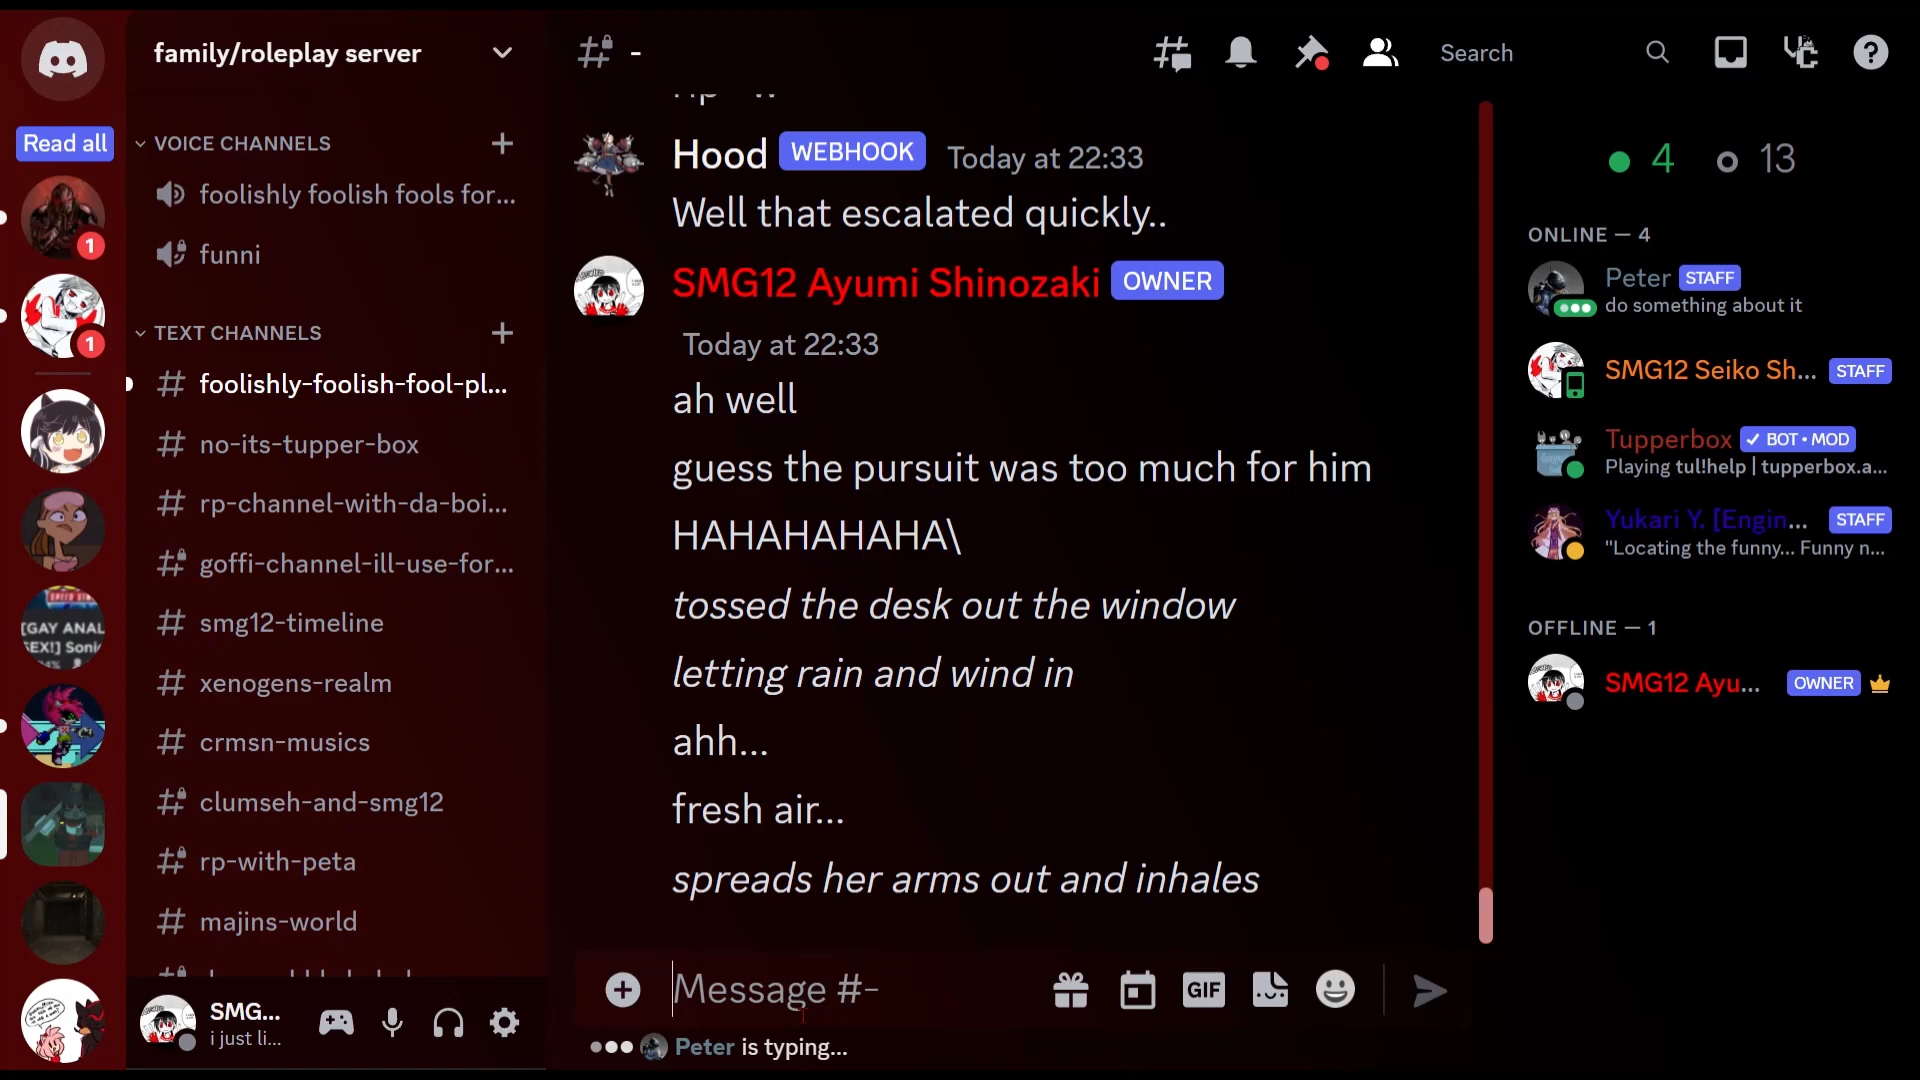 family/roleplay server
-
Search
Read all
VOICE CHANNELS
foolishly foolish fools for...
funni
TEXT CHANNELS
foolishly-foolish-fool-pl...
no-its-tupper-box
rp-channel-with-da-boi...
goffi-channel-ill-use-for...
smg12-timeline
xenogens-realm
crmsn-musics
clumseh-and-smg12
rp-with-peta
majins-world
1
1
[GAY ANAL
SEX!] Soni
SMG...
i just li...
Hood WEBHOOK Today at 22:33
Well that escalated quickly..
SMG12 Ayumi Shinozaki OWNER
Today at 22:33
ah well
guess the pursuit was too much for him
HAHAHAHAHA\
tossed the desk out the window
letting rain and wind in
ahh...
fresh air...
spreads her arms out and inhales
Message #-
GIF
Peter is typing...
4 13
ONLINE — 4
Peter STAFF
do something about it
SMG12 Seiko Sh... STAFF
Tupperbox ✓ BOT • MOD
Playing tul!help | tupperbox.a...
Yukari Y. [Engin... STAFF
"Locating the funny... Funny n...
OFFLINE — 1
SMG12 Ayu... OWNER